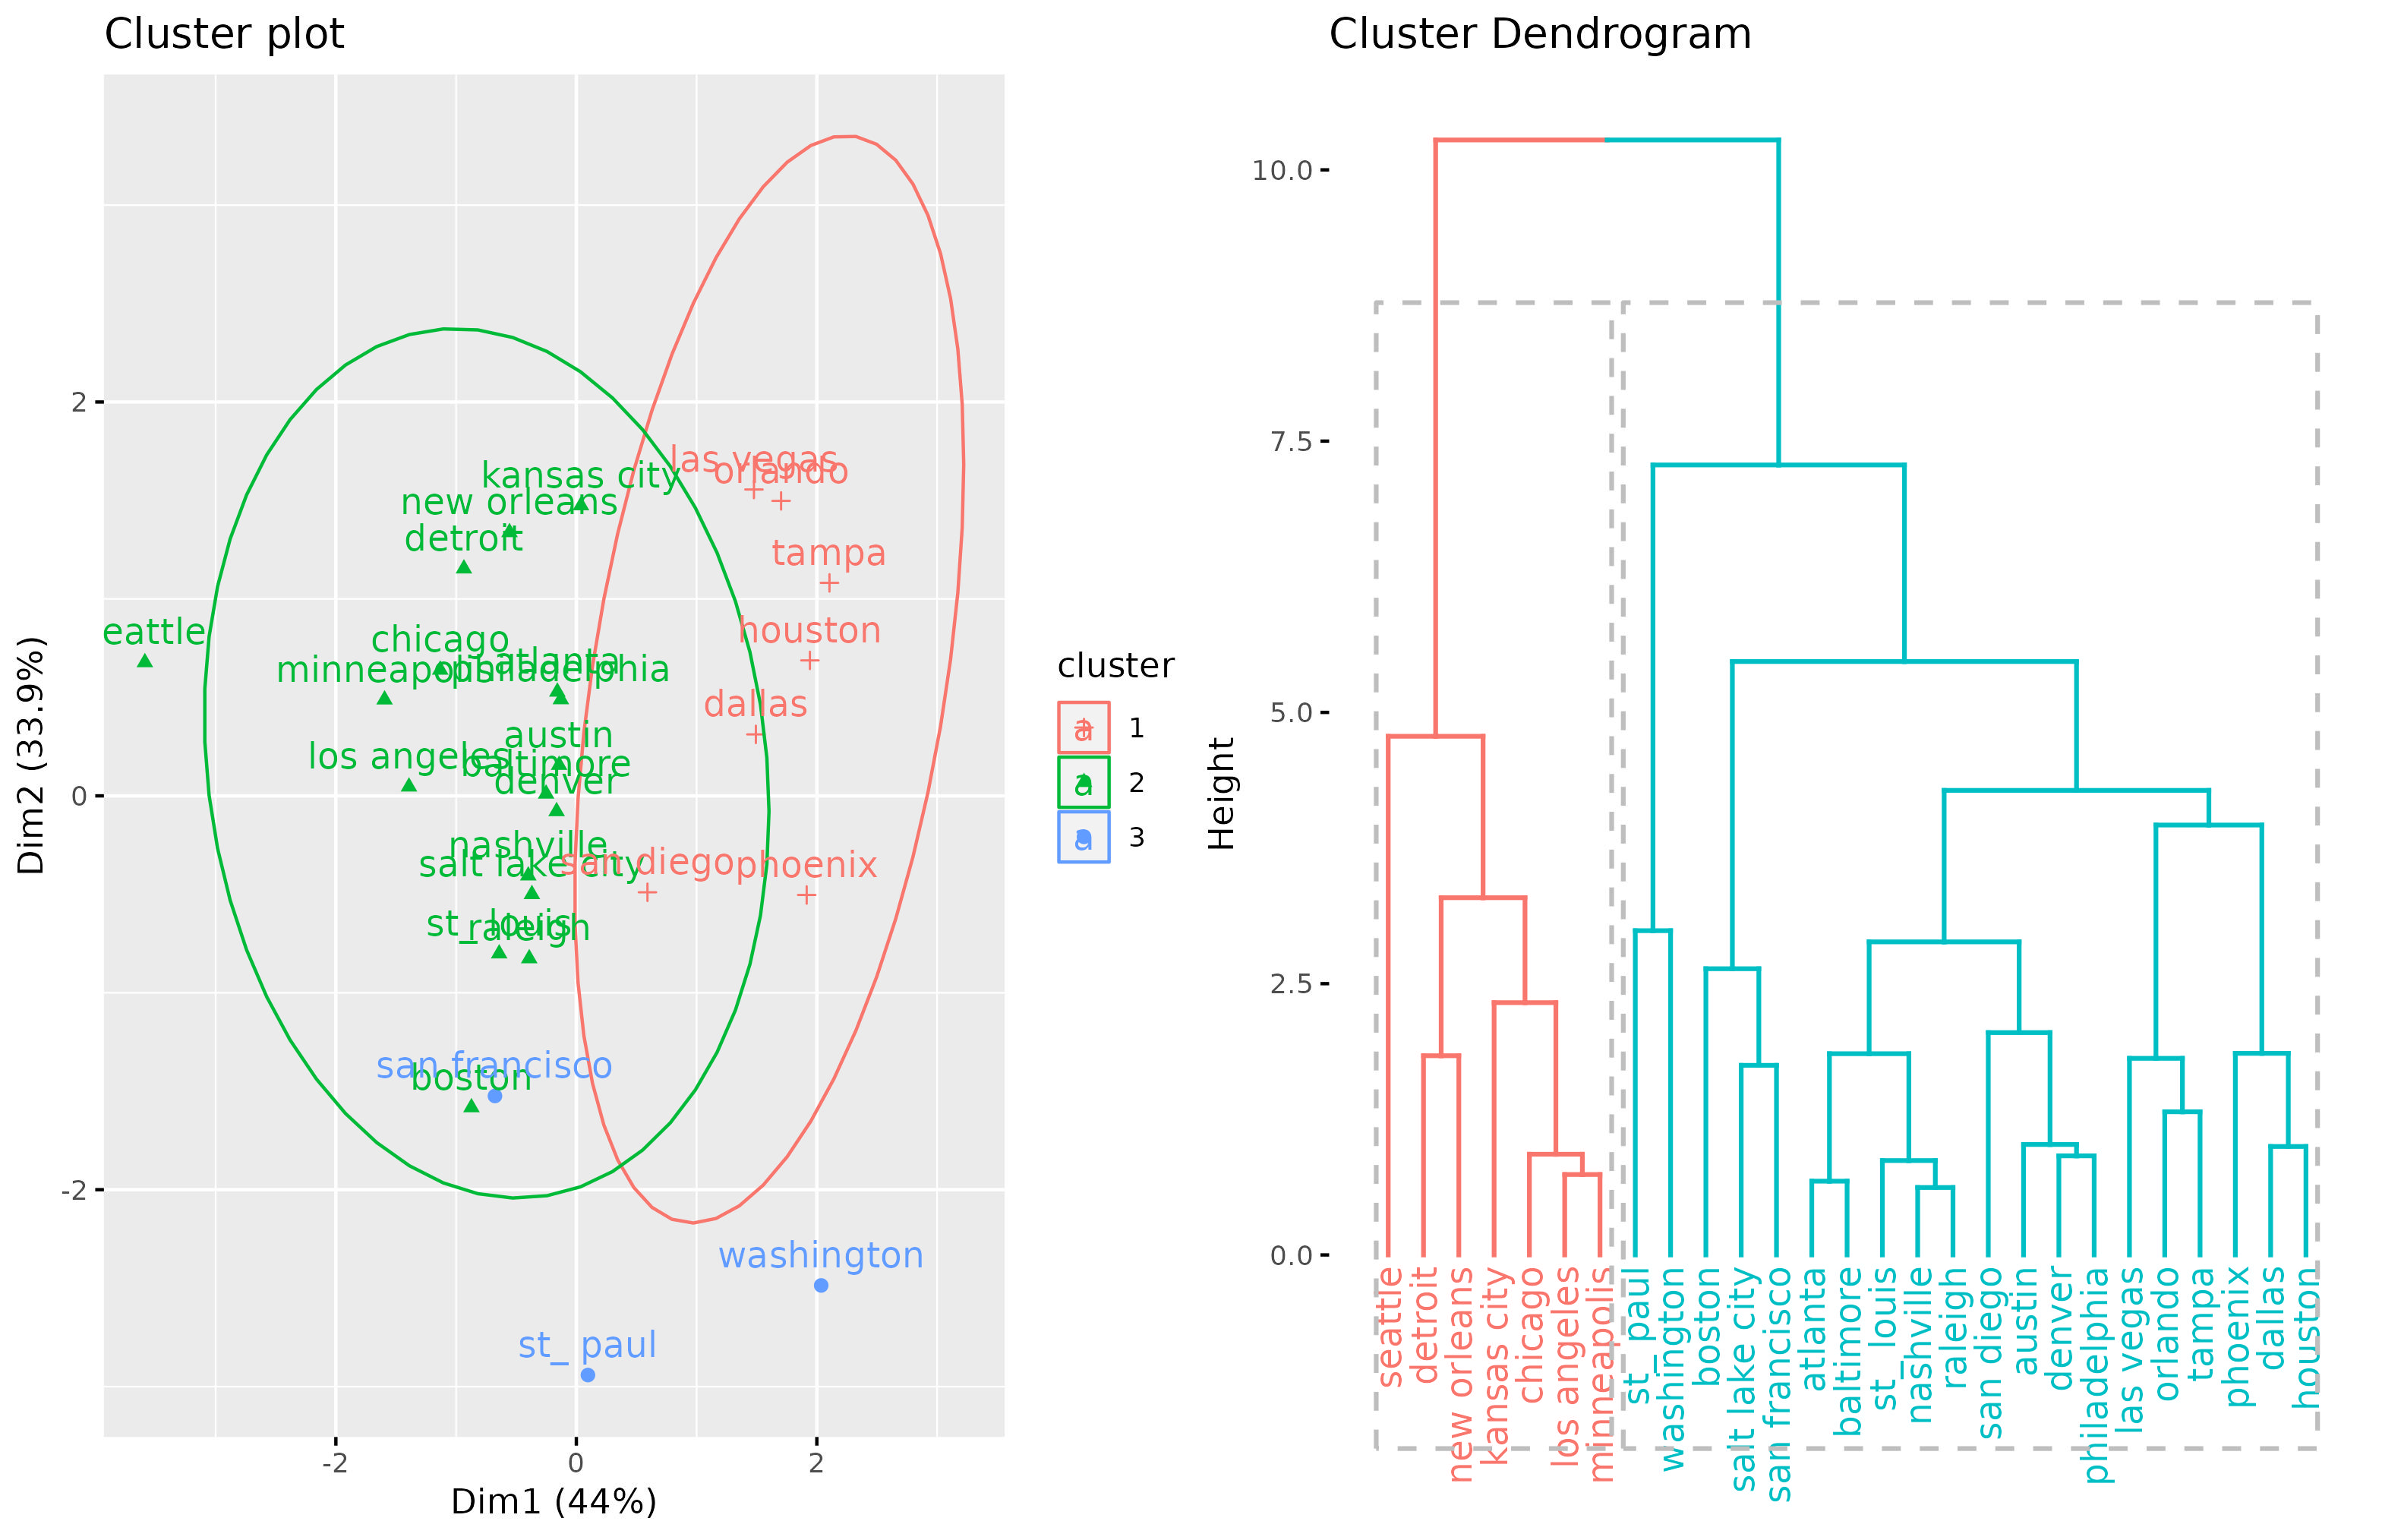 Cluster plot
las vegas
orlando
kansas city
new orleans
detroit
tampa
houston
eattle
chicago
atlanta
minneapolis
philadelphia
dallas
austin
los angeles
baltimore
denver
nashville
salt lake city
san diego
phoenix
st_ louis
raleigh
san francisco
boston
washington
st_ paul
2
0
-2
Dim2 (33.9%)
-2
0
2
Dim1 (44%)
cluster
a 1
a 2
a 3
Cluster Dendrogram
10.0
7.5
5.0
2.5
0.0
Height
seattle
detroit
new orleans
kansas city
chicago
los angeles
minneapolis
st_ paul
washington
boston
salt lake city
san francisco
atlanta
baltimore
st_ louis
nashville
raleigh
san diego
austin
denver
philadelphia
las vegas
orlando
tampa
phoenix
dallas
houston